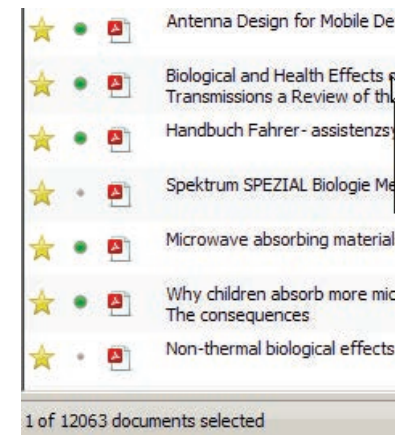 Antenna Design for Mobile De
Biological and Health Effects
Transmissions a Review of th
Handbuch Fahrer- assistenzsy
Spektrum SPEZIAL Biologie Me
Microwave absorbing material
Why children absorb more mic
The consequences
Non-thermal biological effects
1 of 12063 documents selected